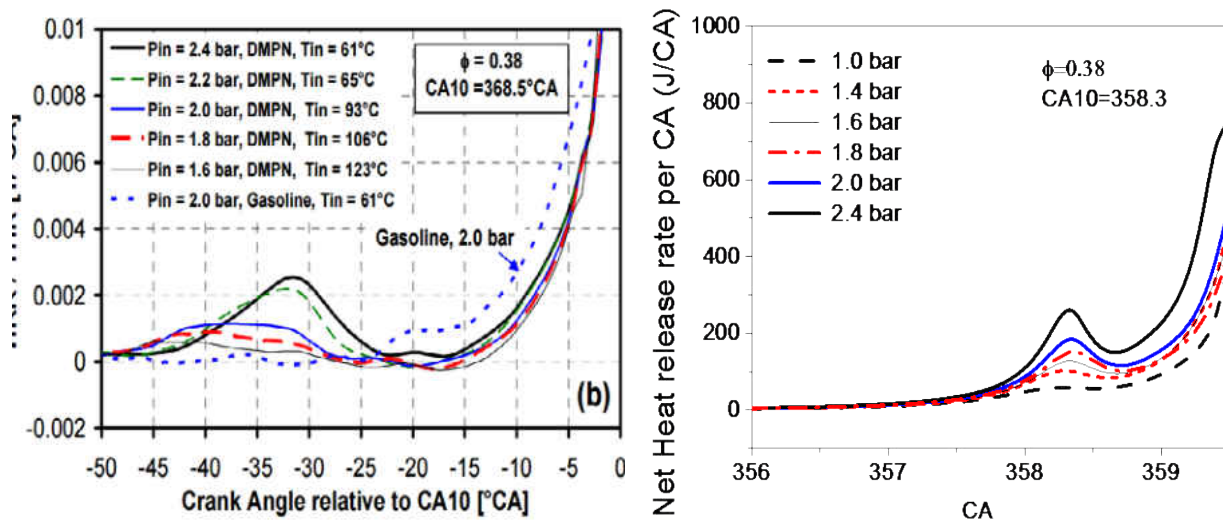 0.01
0.008
0.006
0.004
0.002
0
-0.002
Pin = 2.4 bar, DMPN, Tin = 61°C
Pin = 2.2 bar, DMPN, Tin = 65°C
Pin = 2.0 bar, DMPN, Tin = 93°C
Pin = 1.8 bar, DMPN, Tin = 106°C
Pin = 1.6 bar, DMPN, Tin = 123°C
Pin = 2.0 bar, Gasoline, Tin = 61°C
ϕ = 0.38
CA10 =368.5°CA
Gasoline, 2.0 bar
(b)
-50 -45 -40 -35 -30 -25 -20 -15 -10 -5 0
Crank Angle relative to CA10 [°CA]
Net Heat release rate per CA (J/CA)
1000
800
600
400
200
0
1.0 bar
1.4 bar
1.6 bar
1.8 bar
2.0 bar
2.4 bar
ϕ=0.38
CA10=358.3
356 357 358 359
CA